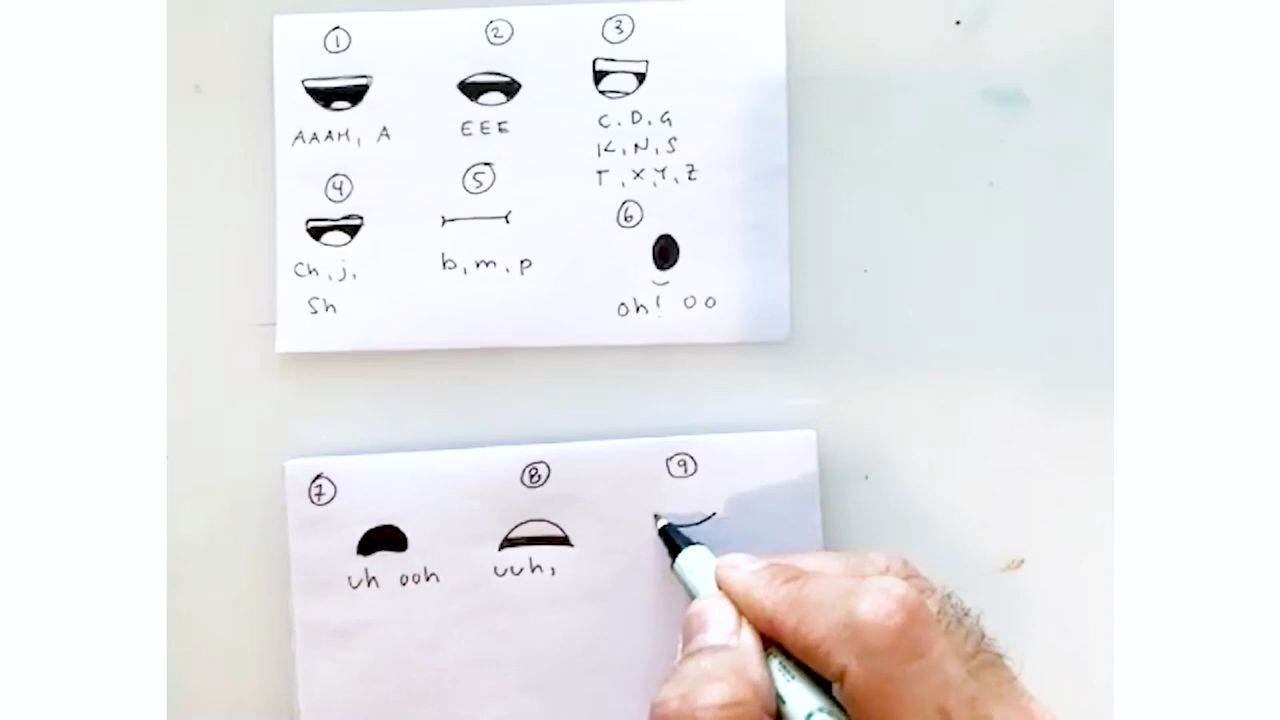 1 2 3
AAAH, A EEE C. D, G
K, N, S
T, X, Y, Z
4 5 6
Ch, j, b, m, p oh! oo
Sh
7 8 9
uh ooh uuh,